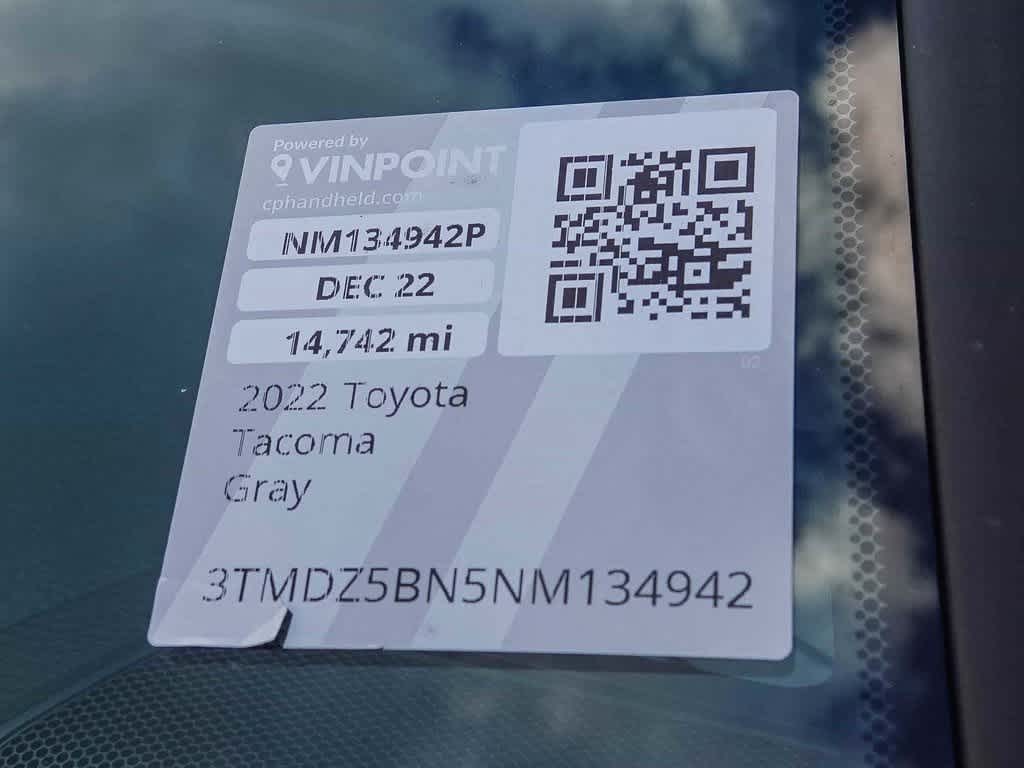 Powered by
VINPOINT
cphandheld.com
NM134942P
DEC 22
14,742 mi
2022 Toyota
Tacoma
Gray
3TMDZ5BN5NM134942